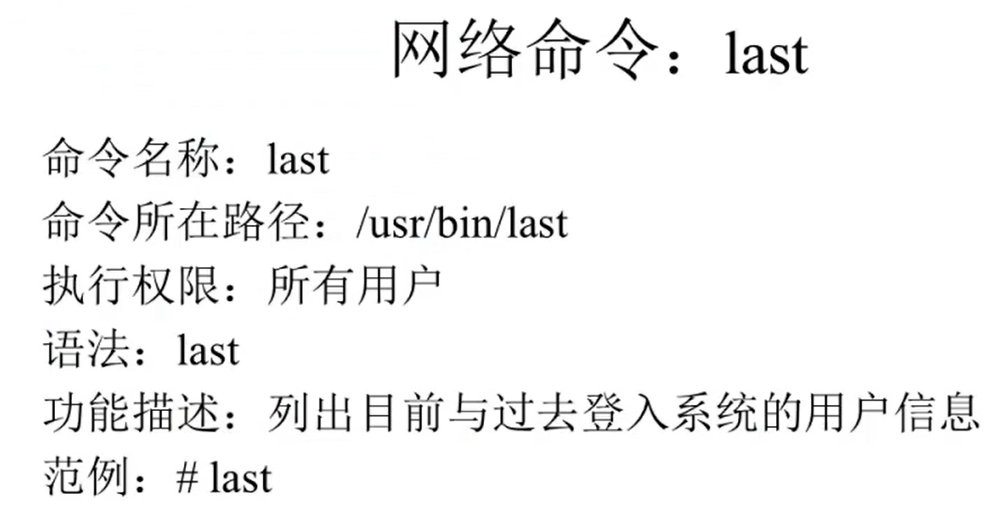 网络命令：last
命令名称：last
命令所在路径：/usr/bin/last
执行权限：所有用户
语法：last
功能描述：列出目前与过去登入系统的用户信息
范例：# last